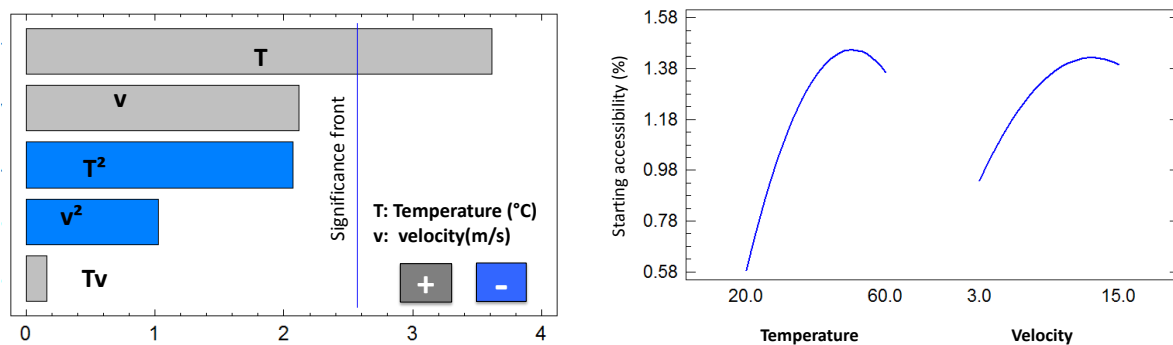 T
v
T²
v²
Tv
Significance front
T: Temperature (°C)
v: velocity(m/s)
+
-
0
1
2
3
4
Starting accessibility (%)
1.58
1.38
1.18
0.98
0.78
0.58
20.0
60.0
3.0
15.0
Temperature
Velocity